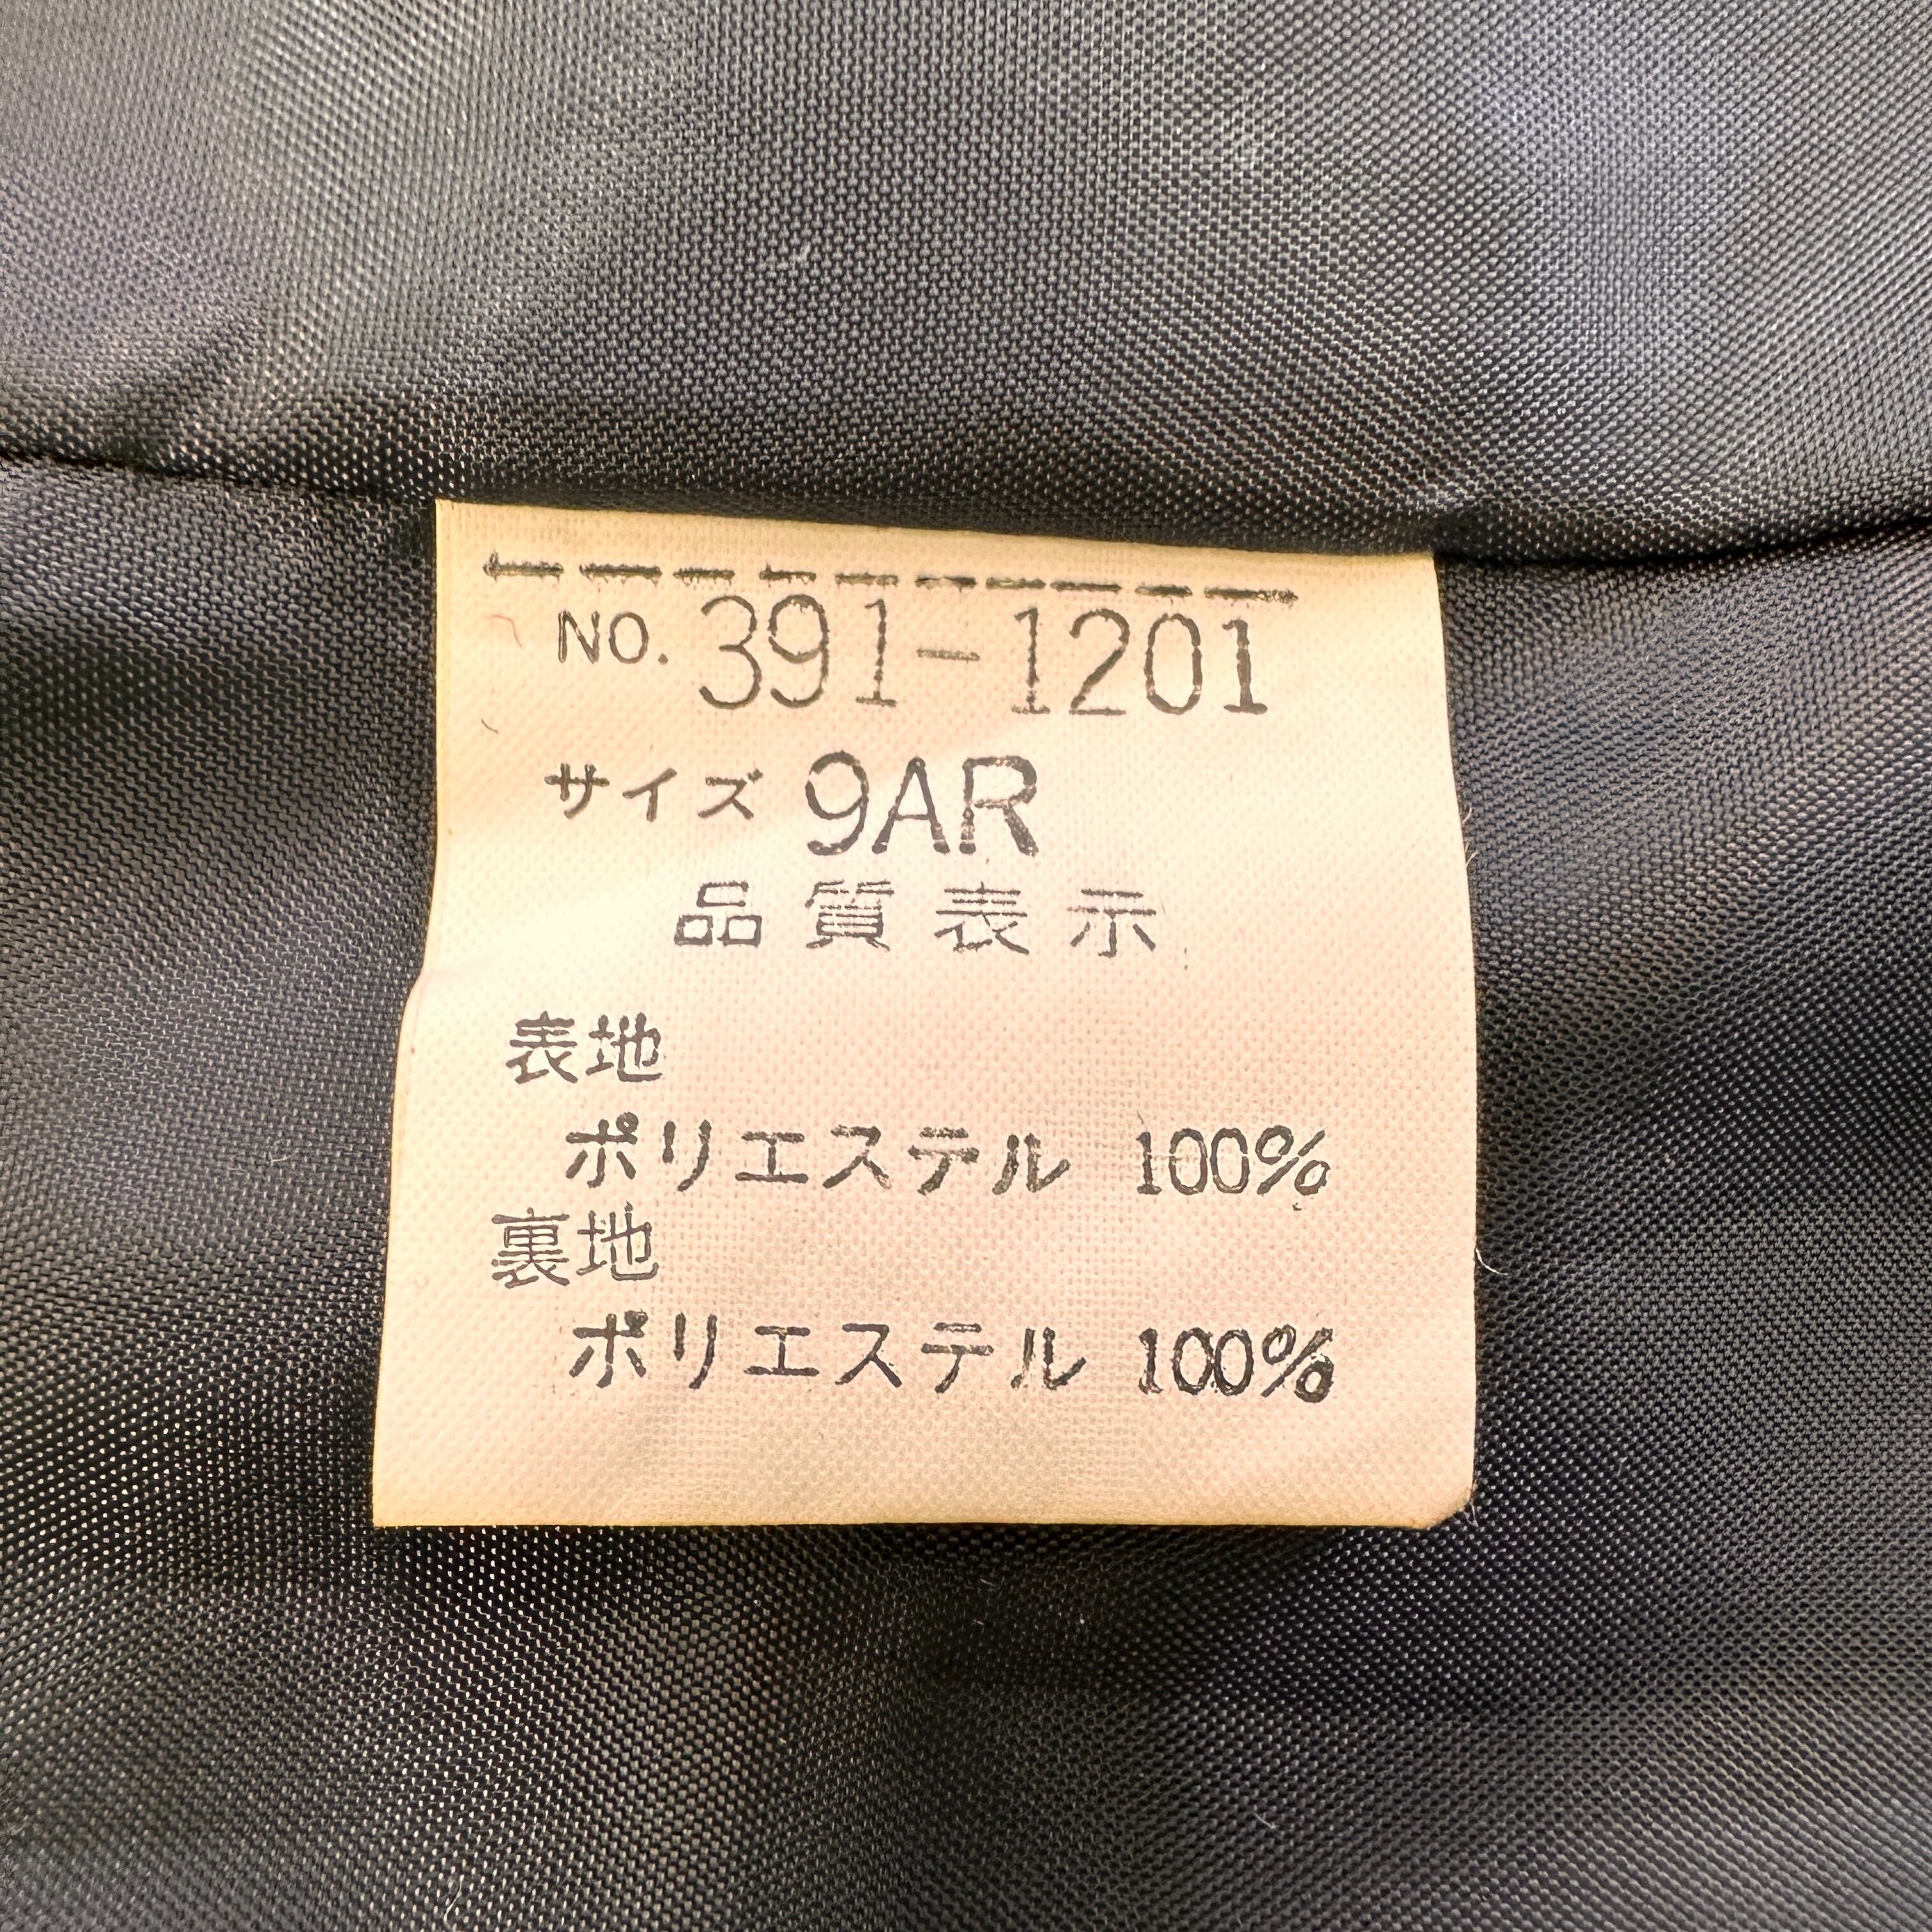 NO. 391-1201
サイズ 9AR
品質表示
表地
ポリエステル 100%
裏地
ポリエステル 100%